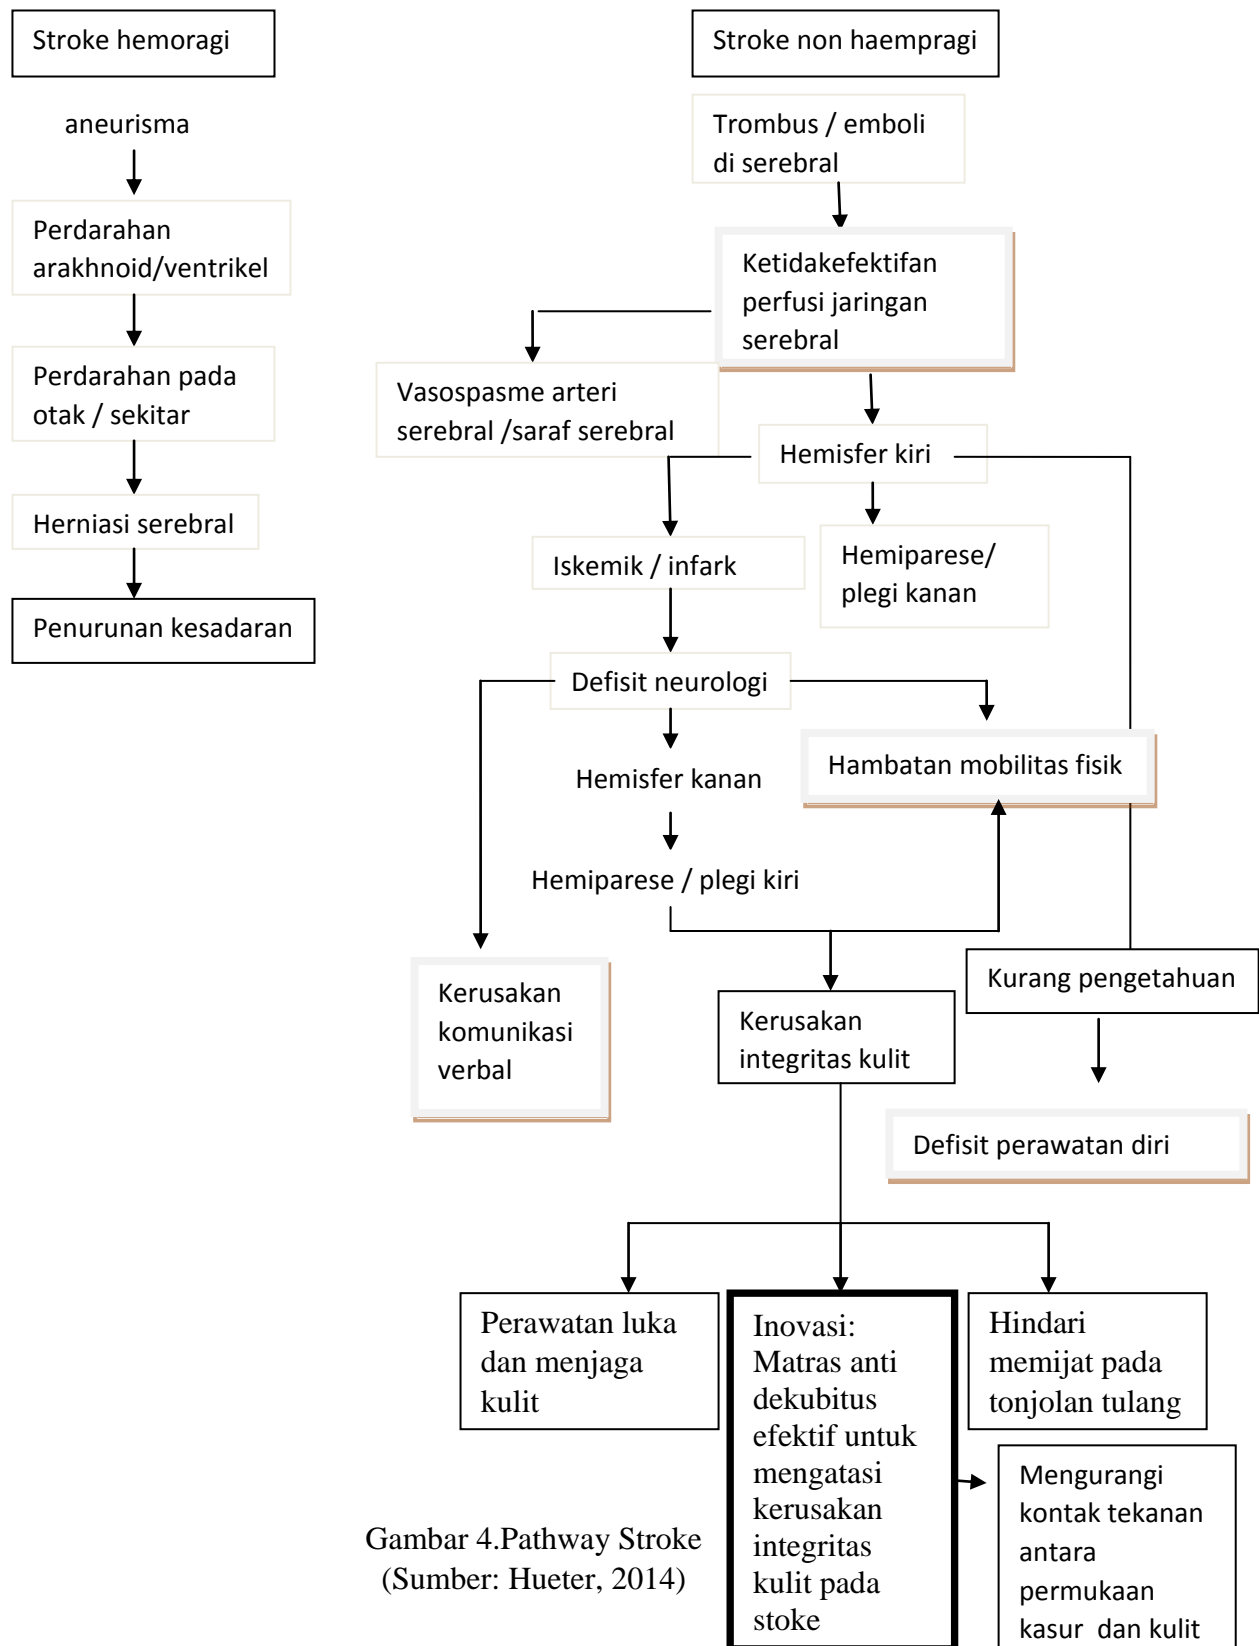 Stroke hemoragi
aneurisma
Perdarahan
arakhnoid/ventrikel
Perdarahan pada
otak / sekitar
Herniasi serebral
Penurunan kesadaran
Stroke non haempragi
Trombus / emboli
di serebral
Ketidakefektifan
perfusi jaringan
serebral
Vasospasme arteri
serebral /saraf serebral
Hemisfer kiri
Iskemik / infark
Hemiparese/
plegi kanan
Defisit neurologi
Hemisfer kanan
Hambatan mobilitas fisik
Hemiparese / plegi kiri
Kerusakan
komunikasi
verbal
Kerusakan
integritas kulit
Kurang pengetahuan
Defisit perawatan diri
Perawatan luka
dan menjaga
kulit
Inovasi:
Matras anti
dekubitus
efektif untuk
mengatasi
kerusakan
integritas
kulit pada
stoke
Hindari
memijat pada
tonjolan tulang
Mengurangi
kontak tekanan
antara
permukaan
kasur dan kulit
Gambar 4.Pathway Stroke
(Sumber: Hueter, 2014)